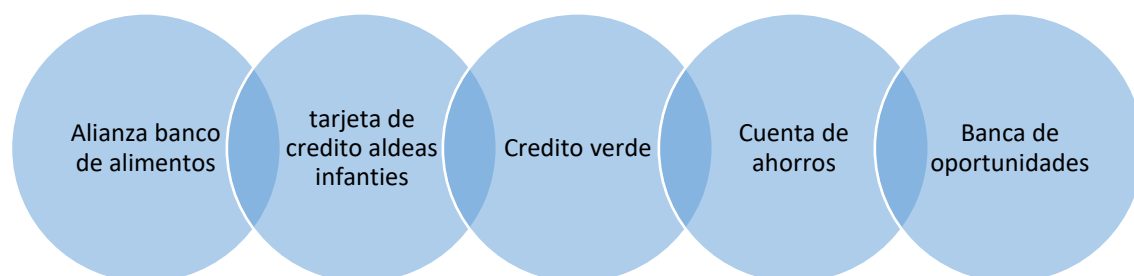 Alianza banco
de alimentos
tarjeta de
credito aldeas
infanties
Credito verde
Cuenta de
ahorros
Banca de
oportunidades